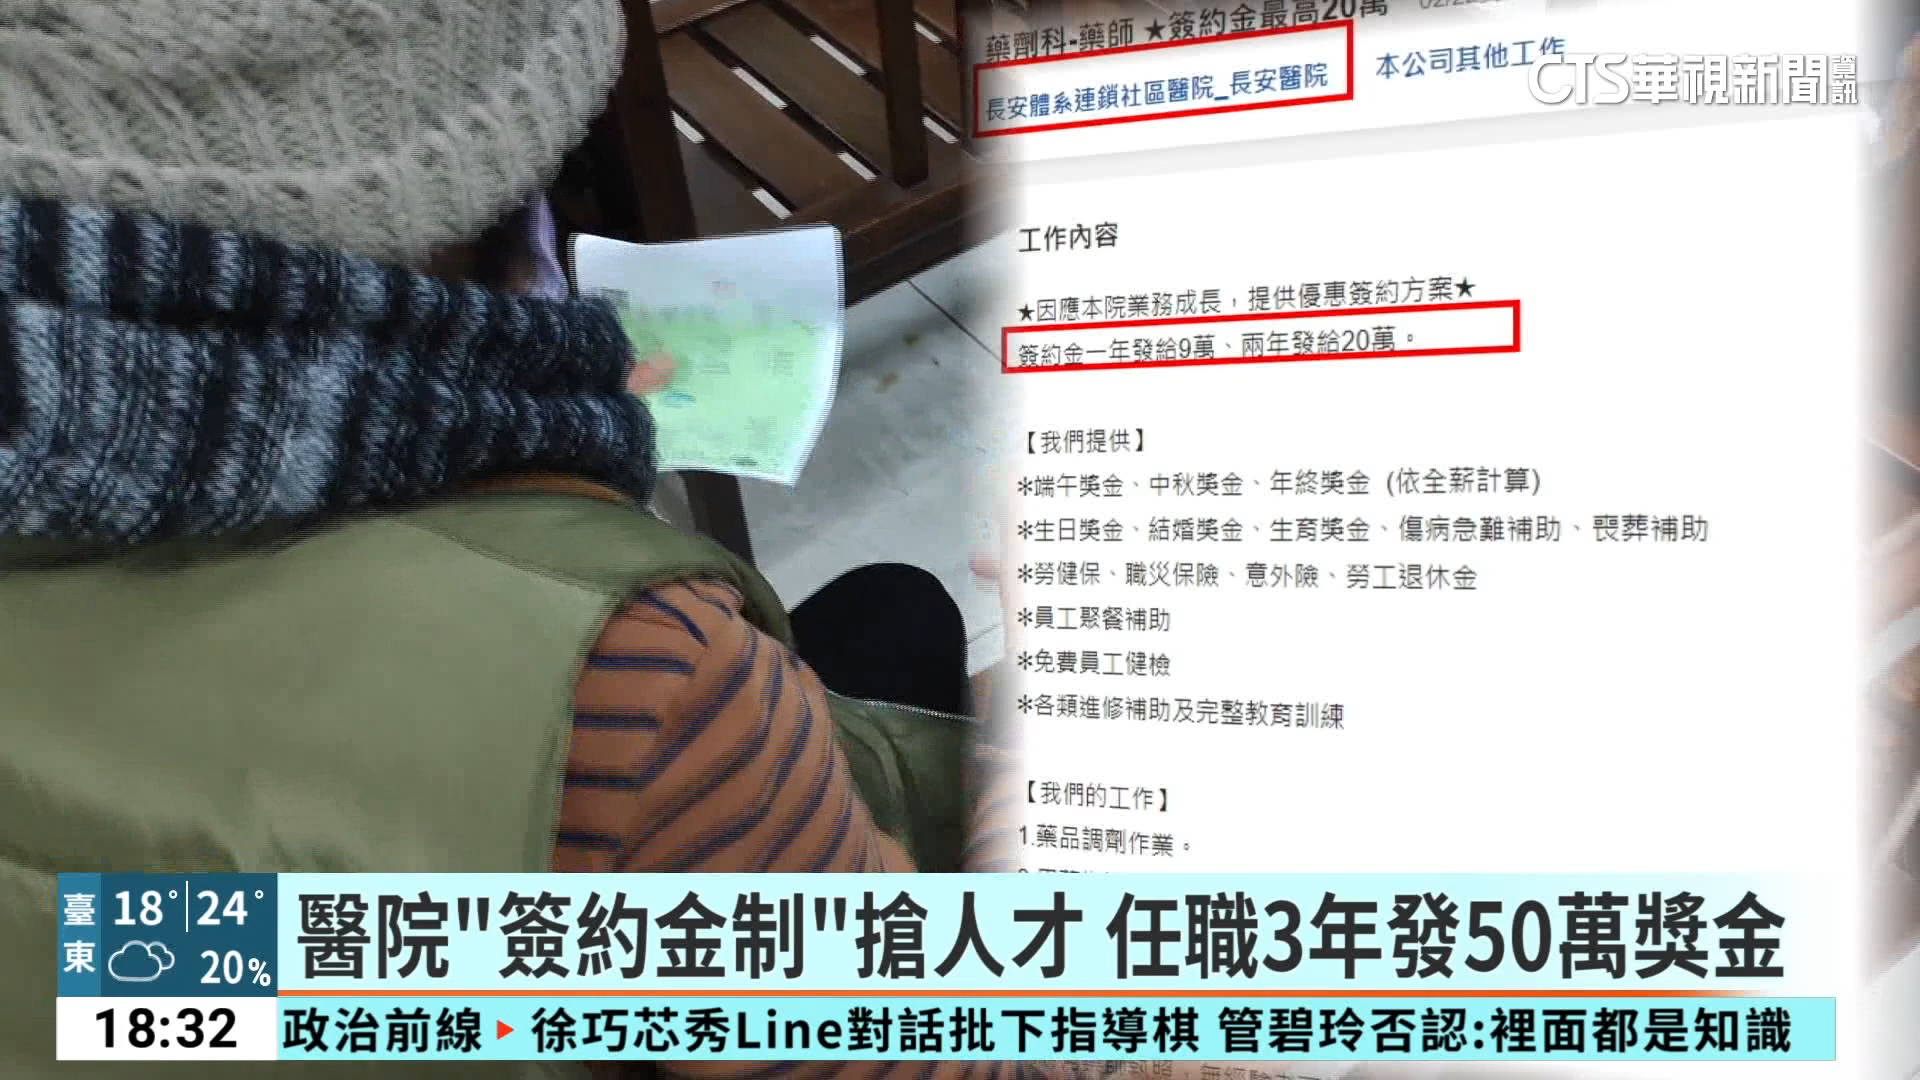 藥劑科-藥師 ★簽約金最高20萬
長安體系連鎖社區醫院_長安醫院 本公司其他工作
CTS華視新聞資訊
工作內容
★因應本院業務成長，提供優惠簽約方案★
簽約金一年發給9萬、兩年發給20萬。
【我們提供】
*端午獎金、中秋獎金、年終獎金 (依全薪計算)
*生日獎金、結婚獎金、生育獎金、傷病急難補助、喪葬補助
*勞健保、職災保險、意外險、勞工退休金
*員工聚餐補助
*免費員工健檢
*各類進修補助及完整教育訓練
【我們的工作】
1.藥品調劑作業。
臺東 18° 24°
20%
醫院"簽約金制"搶人才 任職3年發50萬獎金
18:32
政治前線 徐巧芯秀Line對話批下指導棋 管碧玲否認:裡面都是知識